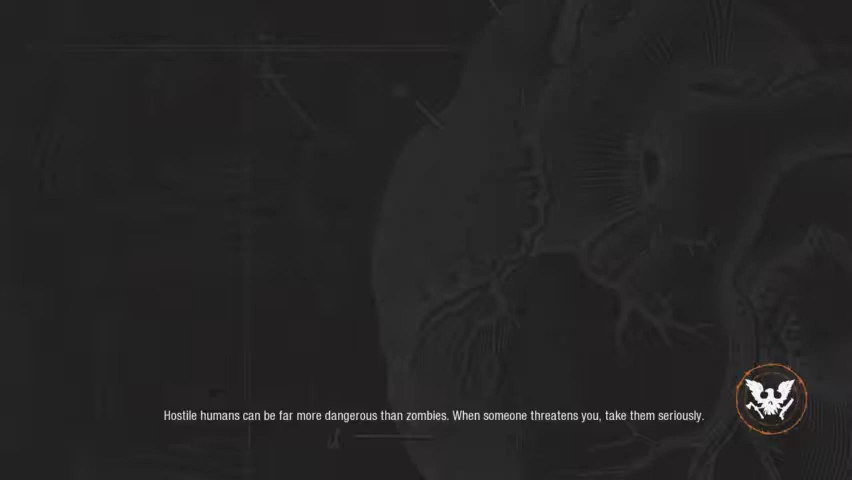 Hostile humans can be far more dangerous than zombies. When someone threatens you, take them seriously.